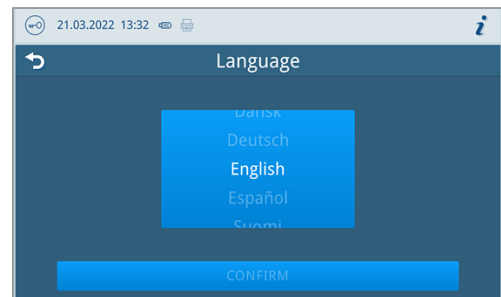 21.03.2022 13:32
i
Language
Dansk
Deutsch
English
Español
Suomi
CONFIRM